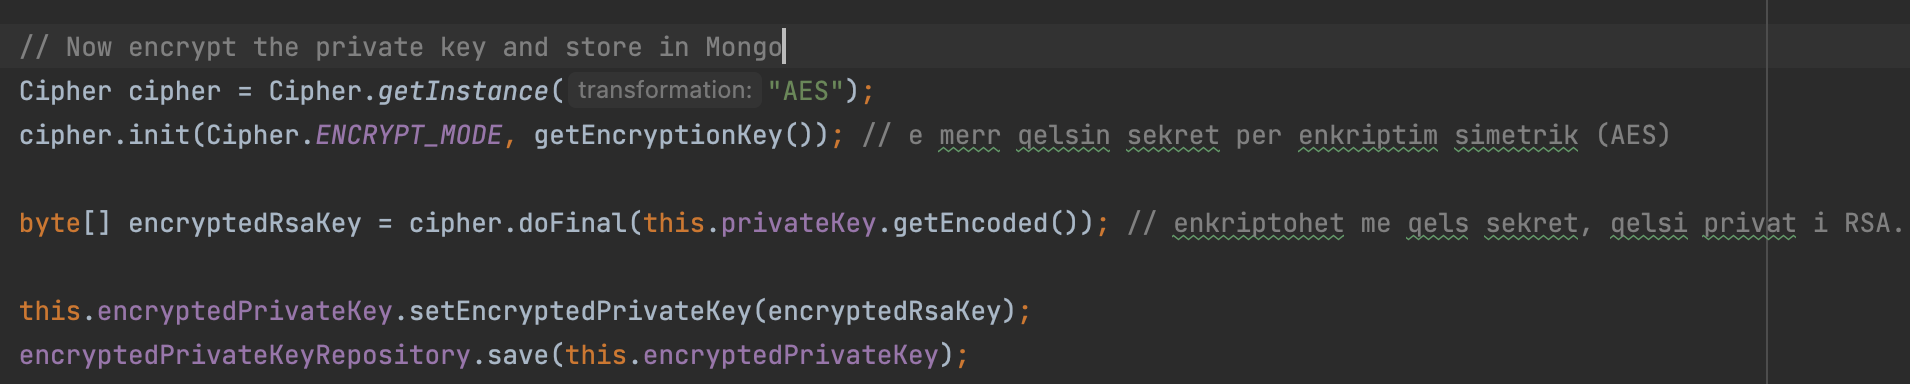 // Now encrypt the private key and store in Mongo
Cipher cipher = Cipher.getInstance( transformation: "AES");
cipher.init(Cipher.ENCRYPT_MODE, getEncryptionKey()); // e merr qelsin sekret per enkriptim simetrik (AES)
byte[] encryptedRsaKey = cipher.doFinal(this.privateKey.getEncoded()); // enkriptohet me qels sekret, qelsi privat i RSA.
this.encryptedPrivateKey.setEncryptedPrivateKey(encryptedRsaKey);
encryptedPrivateKeyRepository.save(this.encryptedPrivateKey);